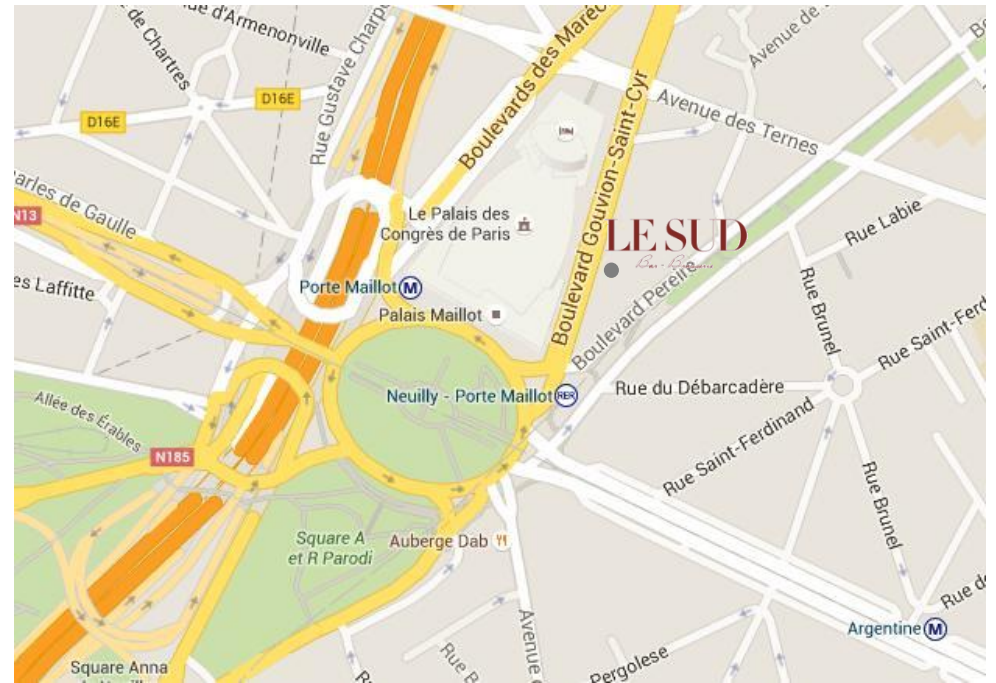 d'Armenonville
de Chartres
D16E
D16E
Rue Gustave Charpe
Boulevards des Maréc
Boulevard Gouvion-Saint-Cyr
Avenue de
Avenue des Ternes
Be
N13
arles de Gaulle
Le Palais des
Congrès de Paris
LE SUD
Rue Labie
es Laffitte
Porte Maillot M
Palais Maillot
Boulevard Pereire
Rue Brunel
Rue Saint-Ferd
Neuilly - Porte Maillot RER
Rue du Débarcadère
Allée des Érables
Rue Saint-Ferdinand
N185
Rue Brunel
Square A
et R Parodi
Auberge Dab
Avenue
Rue de
Argentine M
Rue B
Pergolese
Square Anna